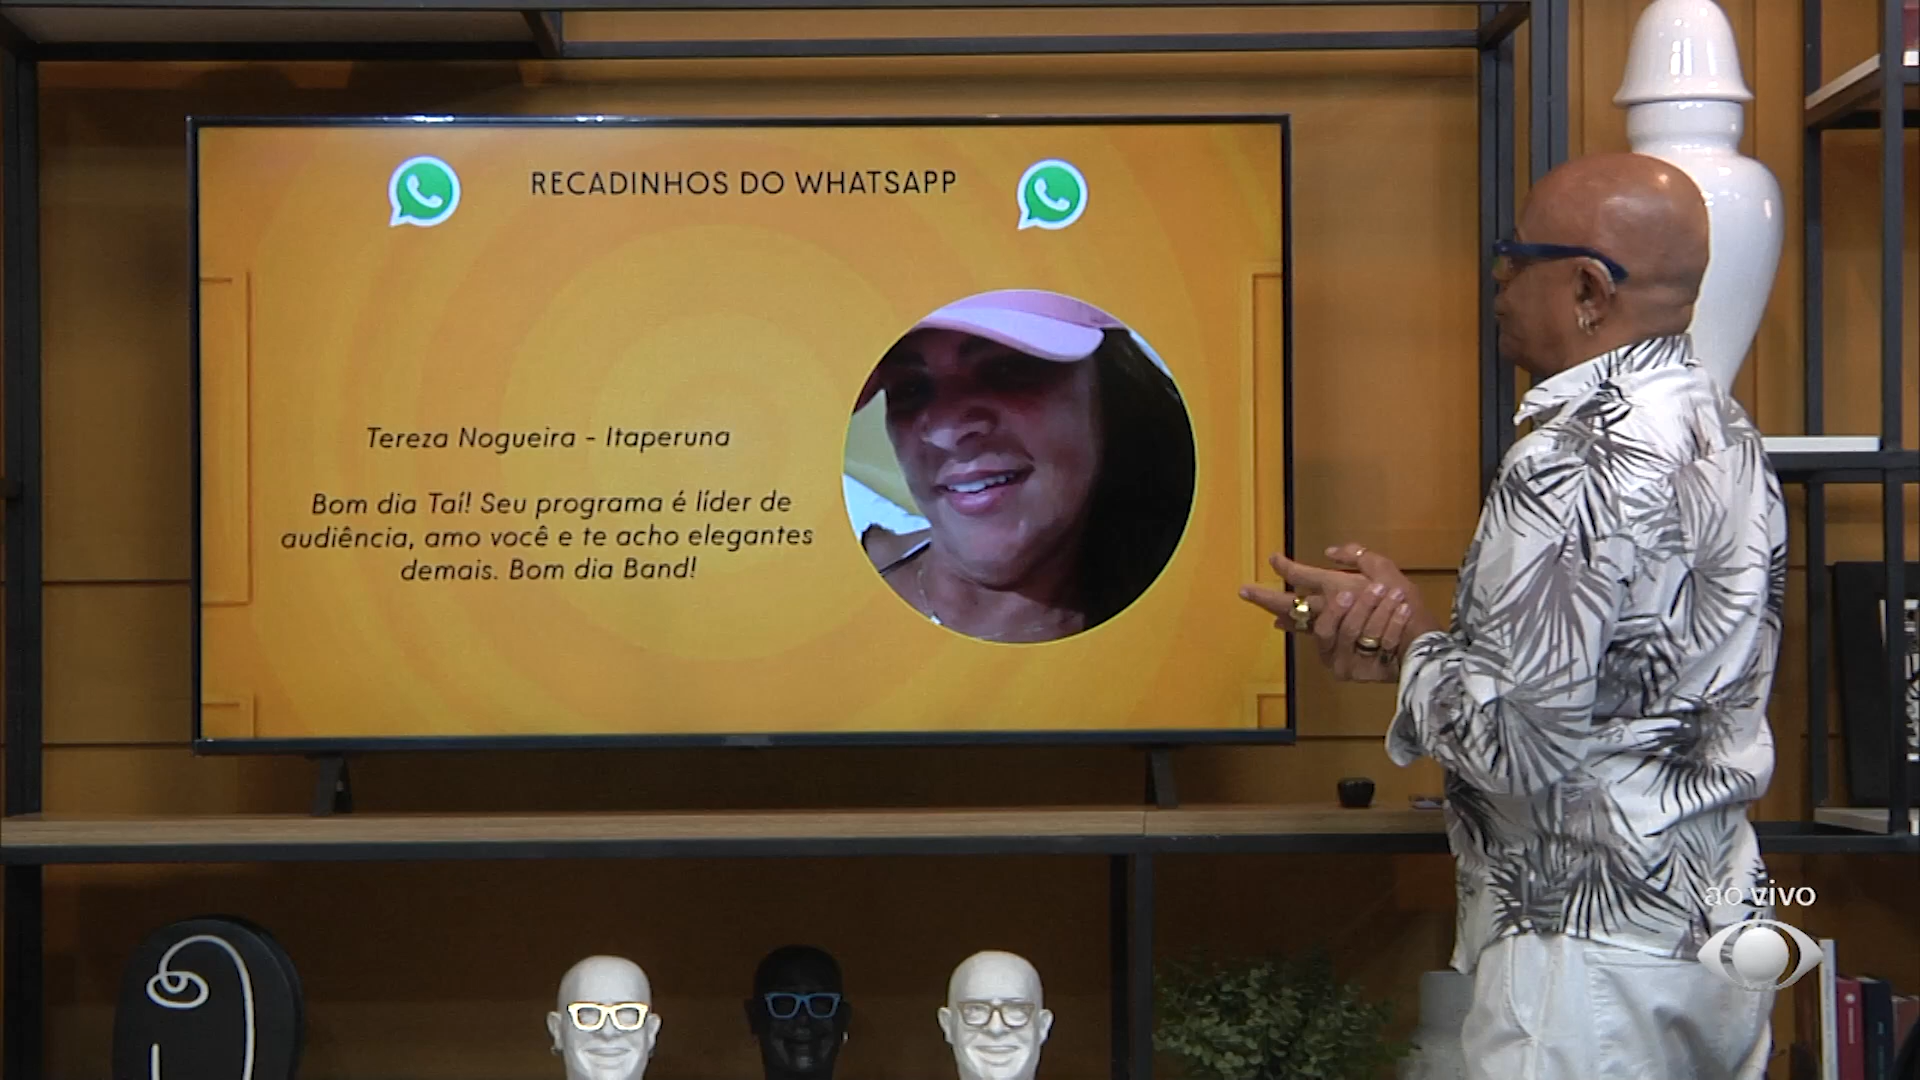 RECADINHOS DO WHATSAPP
Tereza Nogueira - Itaperuna
Bom dia Taí! Seu programa é líder de
audiência, amo você e te acho elegantes
demais. Bom dia Band!
ao vivo